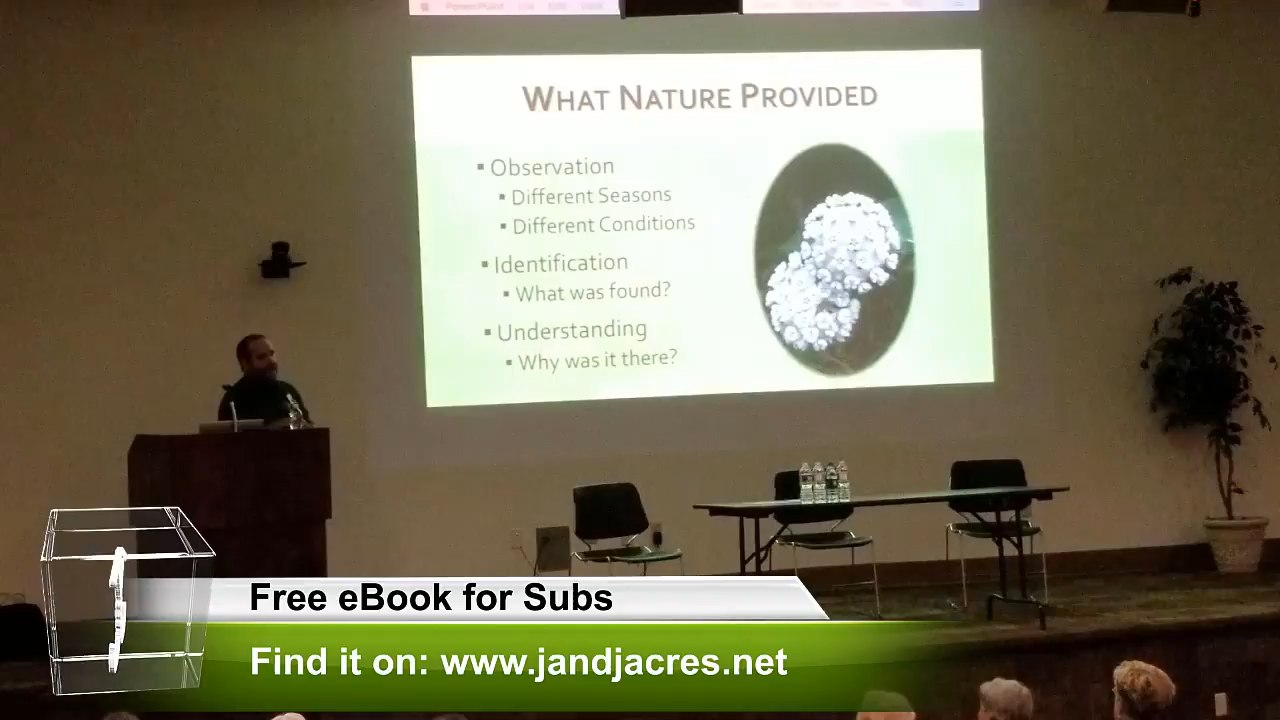 PowerPoint
WHAT NATURE PROVIDED
▪ Observation
▪ Different Seasons
▪ Different Conditions
▪ Identification
▪ What was found?
▪ Understanding
▪ Why was it there?
Free eBook for Subs
Find it on: www.jandjacres.net